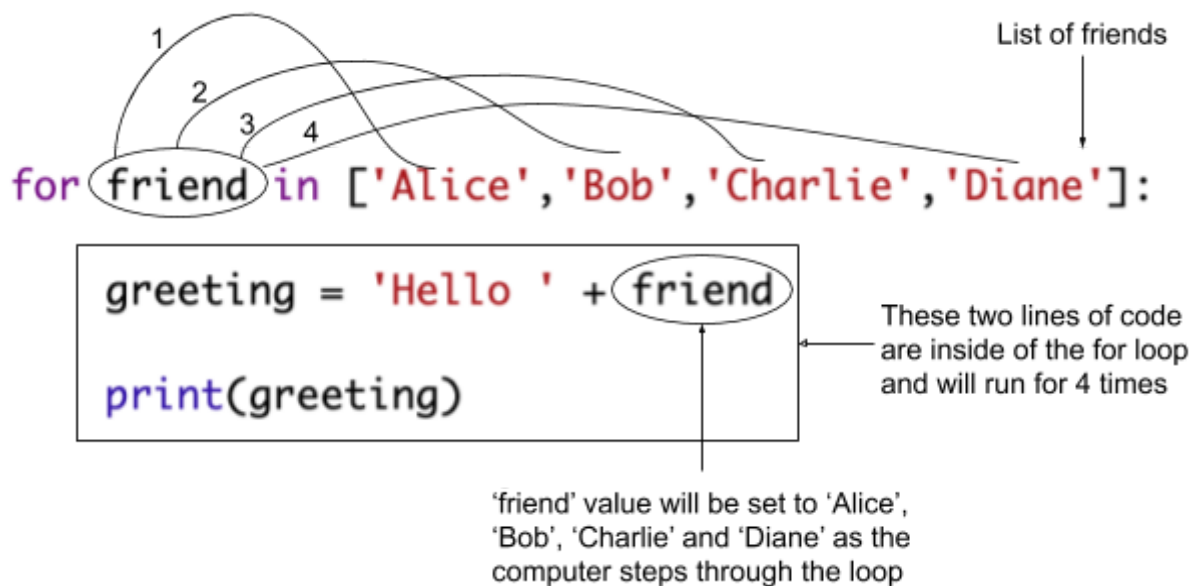 1
List of friends
2
3
4
for friend in ['Alice','Bob','Charlie','Diane']:
greeting = 'Hello ' + friend
print(greeting)
These two lines of code
are inside of the for loop
and will run for 4 times
‘friend’ value will be set to ‘Alice’,
‘Bob’, ‘Charlie’ and ‘Diane’ as the
computer steps through the loop